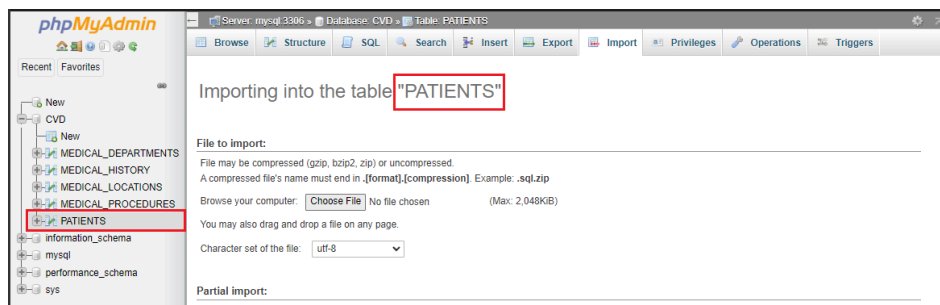 phpMyAdmin
Recent Favorites
New
CVD
New
MEDICAL_DEPARTMENTS
MEDICAL_HISTORY
MEDICAL_LOCATIONS
MEDICAL_PROCEDURES
PATIENTS
information_schema
mysql
performance_schema
sys
Server: mysql:3306 » Database: CVD » Table: PATIENTS
Browse Structure SQL Search Insert Export Import Privileges Operations Triggers
Importing into the table "PATIENTS"
File to import:
File may be compressed (gzip, bzip2, zip) or uncompressed.
A compressed file's name must end in .[format].[compression]. Example: .sql.zip
Browse your computer: Choose File No file chosen (Max: 2,048KiB)
You may also drag and drop a file on any page.
Character set of the file: utf-8
Partial import: